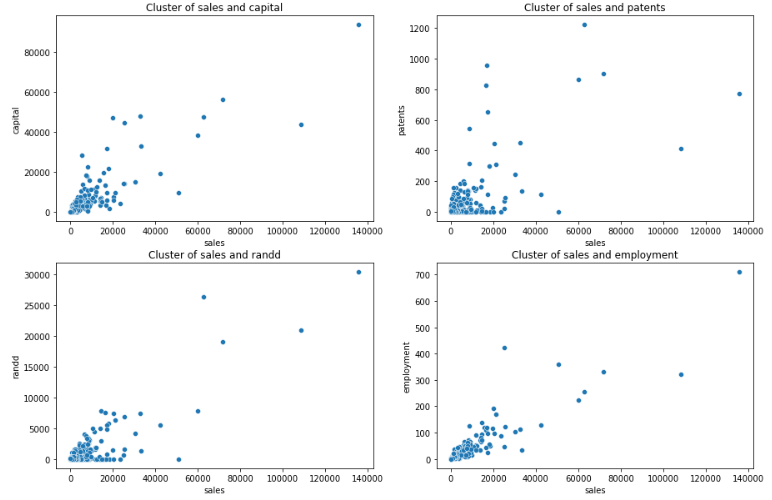 Cluster of sales and capital
80000
60000
40000
20000
0
capital
0 20000 40000 60000 80000 100000 120000 140000
sales
Cluster of sales and patents
1200
1000
800
600
400
200
0
patents
0 20000 40000 60000 80000 100000 120000 140000
sales
Cluster of sales and randd
30000
25000
20000
15000
10000
5000
0
randd
0 20000 40000 60000 80000 100000 120000 140000
sales
Cluster of sales and employment
700
600
500
400
300
200
100
0
employment
0 20000 40000 60000 80000 100000 120000 140000
sales